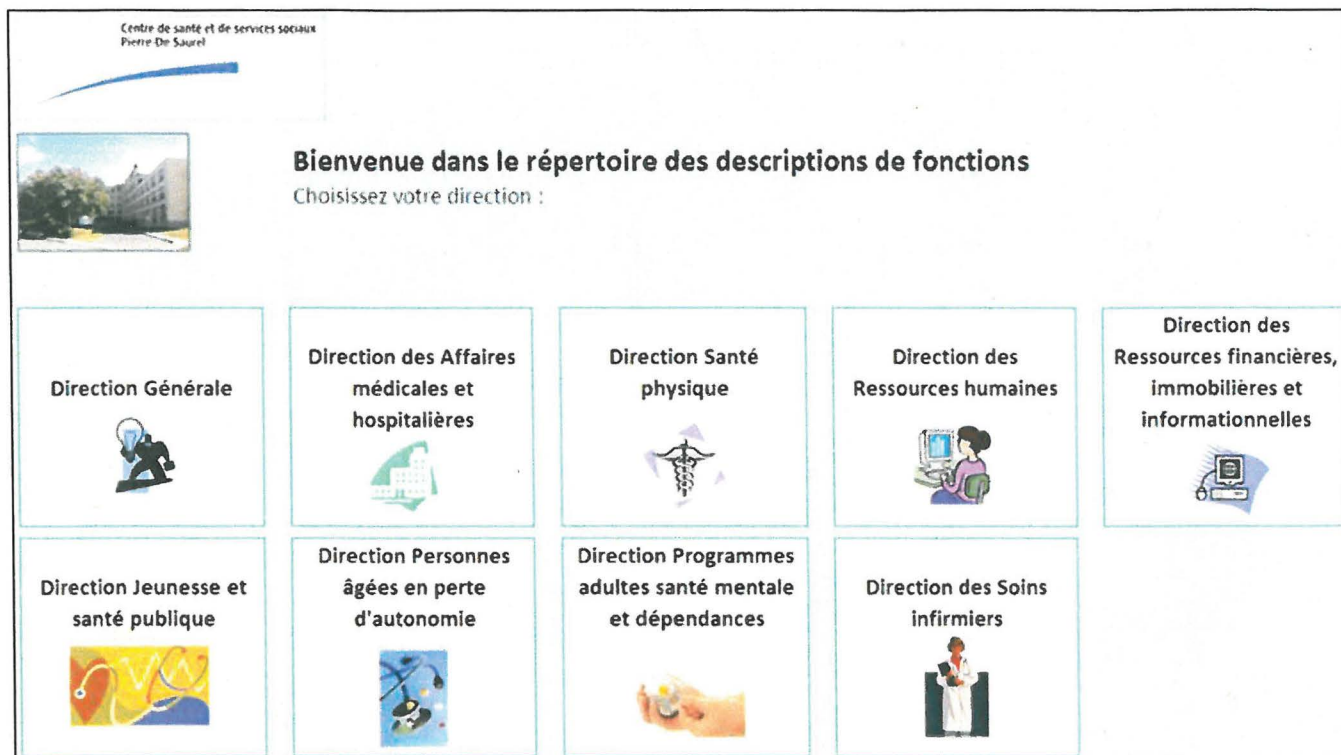 Centre de santé et de services sociaux
Pierre-De Saurel
Bienvenue dans le répertoire des descriptions de fonctions
Choisissez votre direction :
Direction Générale
Direction des Affaires
médicales et
hospitalières
Direction Santé
physique
Direction des
Ressources humaines
Direction des
Ressources financières,
immobilières et
informationnelles
Direction Jeunesse et
santé publique
Direction Personnes
âgées en perte
d'autonomie
Direction Programmes
adultes santé mentale
et dépendances
Direction des Soins
infirmiers